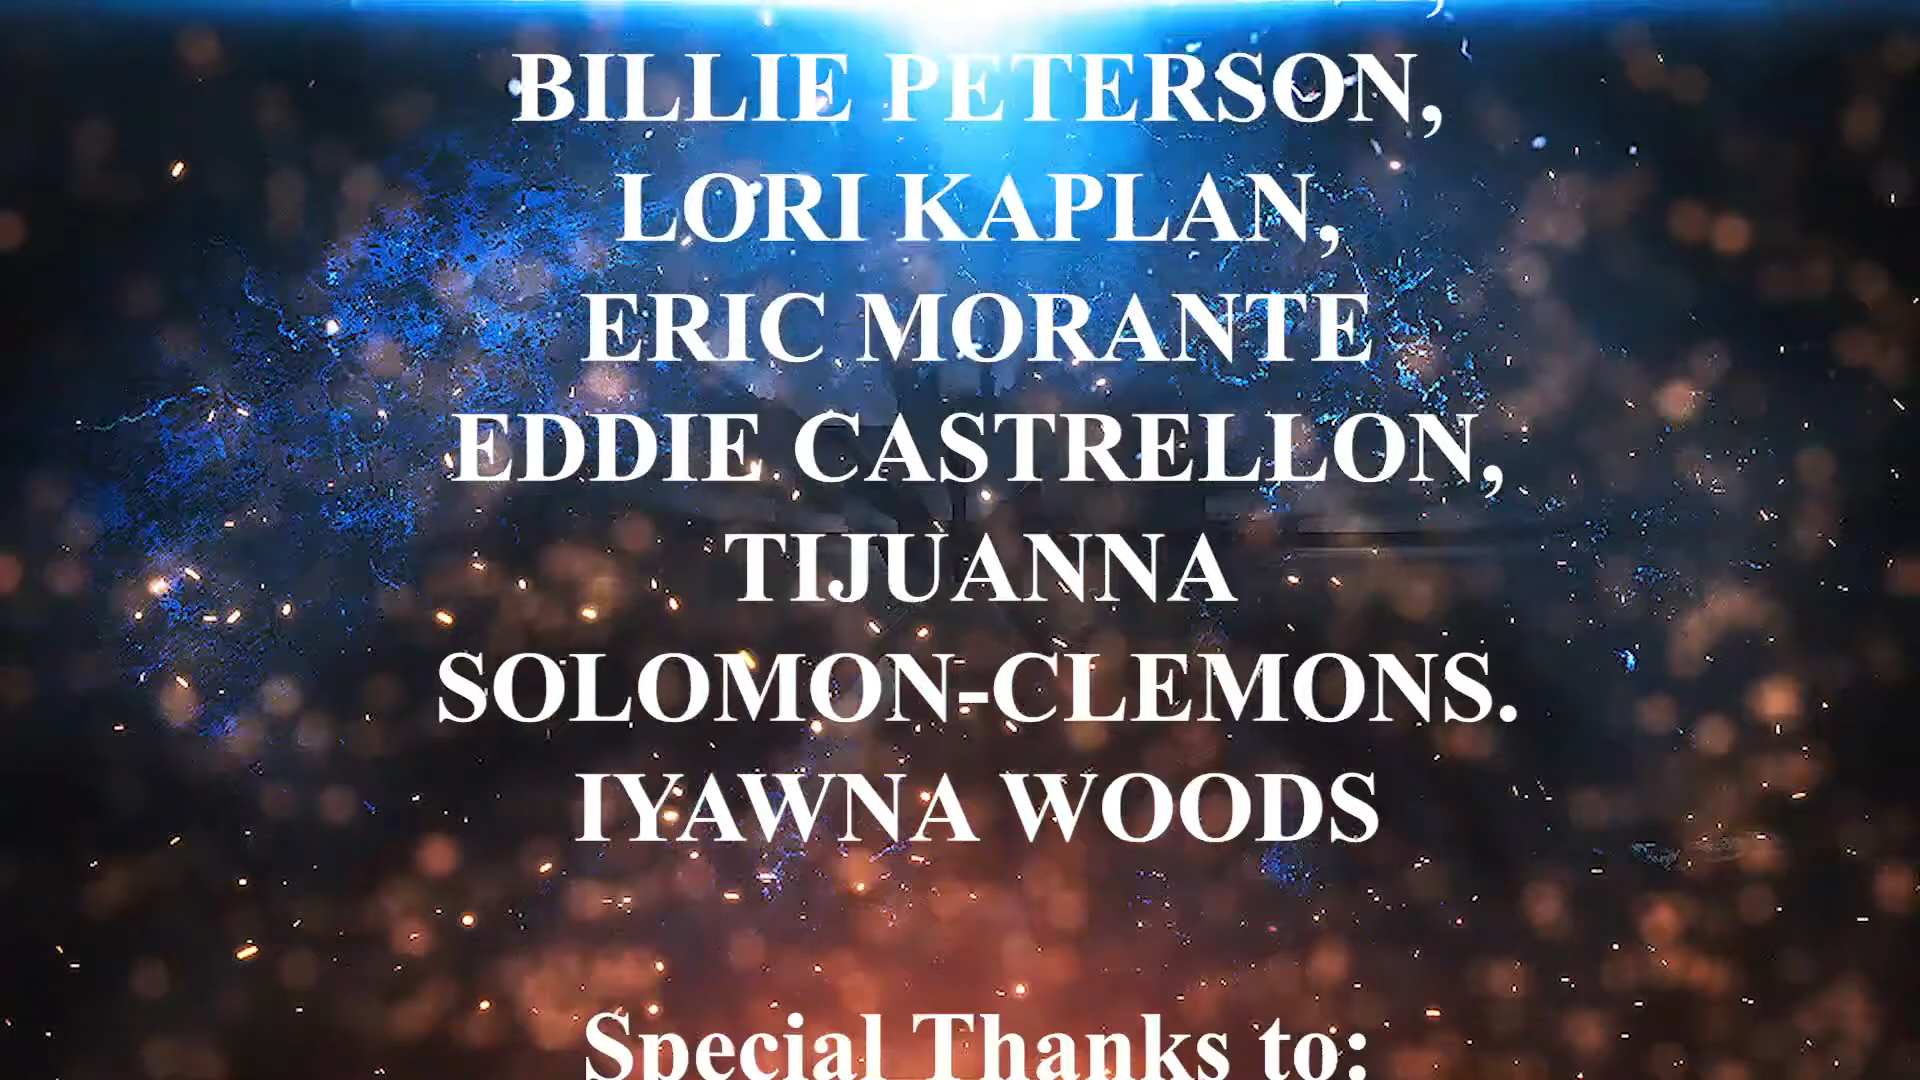 BILLIE PETERSON,
LORI KAPLAN,
ERIC MORANTE
EDDIE CASTRELLON,
TIJUANNA
SOLOMON-CLEMONS.
IYAWNA WOODS
Special Thanks to: